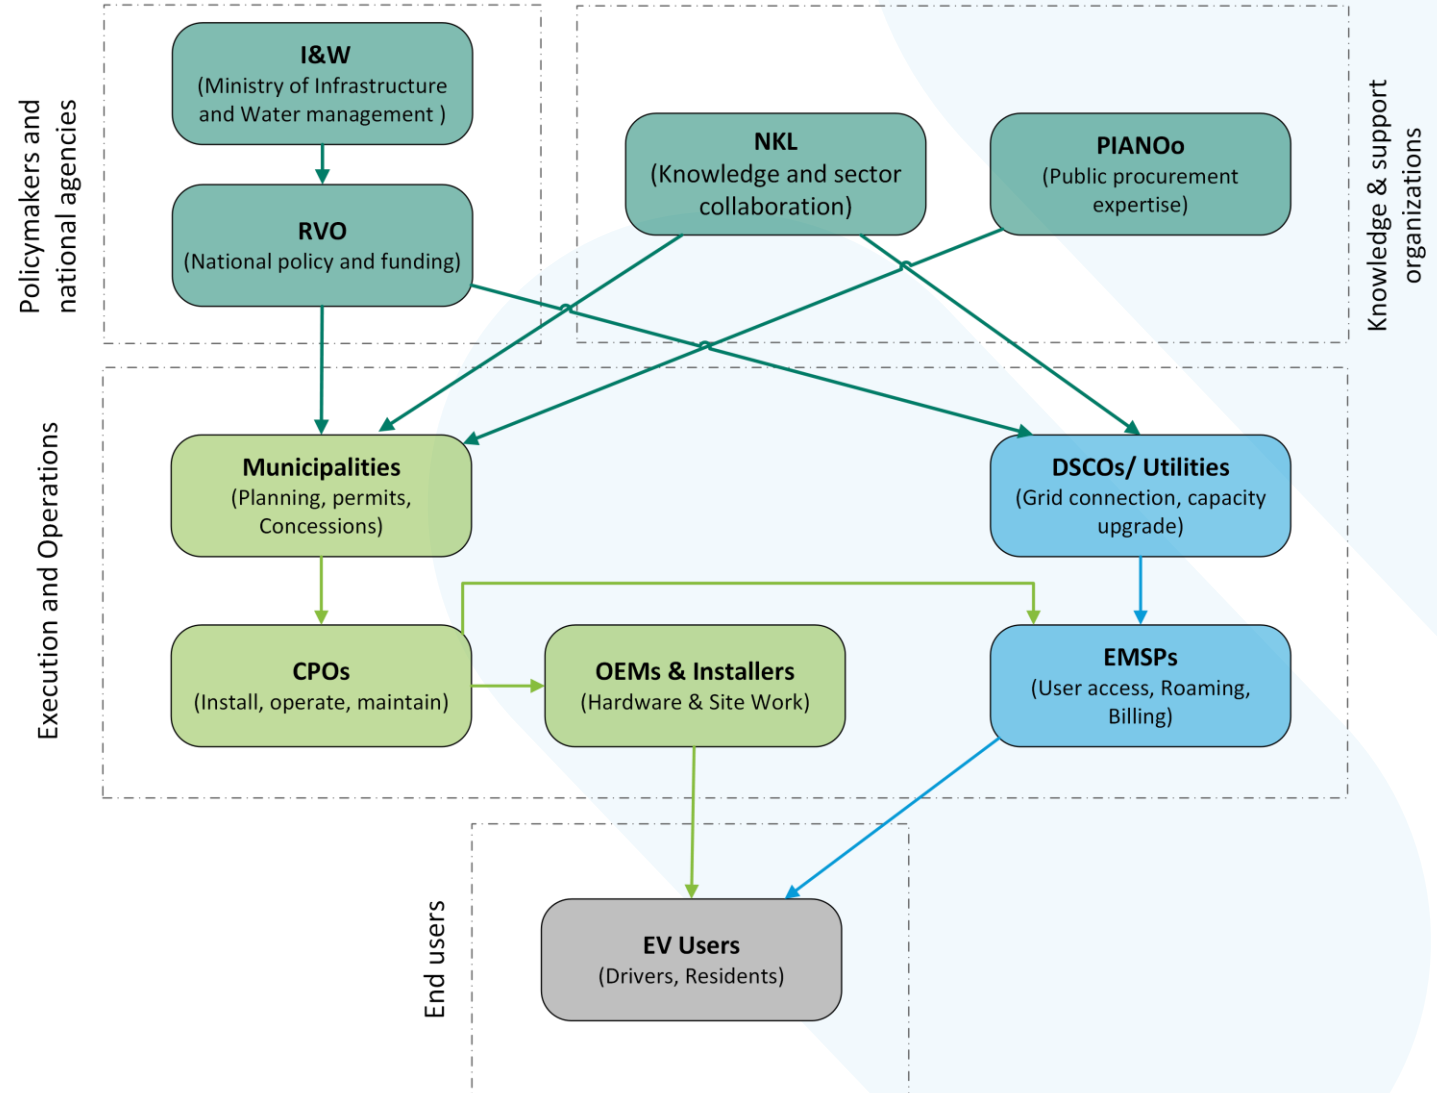 Policymakers and
national agencies
I&W
(Ministry of Infrastructure
and Water management )
RVO
(National policy and funding)
NKL
(Knowledge and sector
collaboration)
PIANOo
(Public procurement
expertise)
Knowledge & support
organizations
Execution and Operations
Municipalities
(Planning, permits,
Concessions)
DSCOs/ Utilities
(Grid connection, capacity
upgrade)
CPOs
(Install, operate, maintain)
OEMs & Installers
(Hardware & Site Work)
EMSPs
(User access, Roaming,
Billing)
End users
EV Users
(Drivers, Residents)